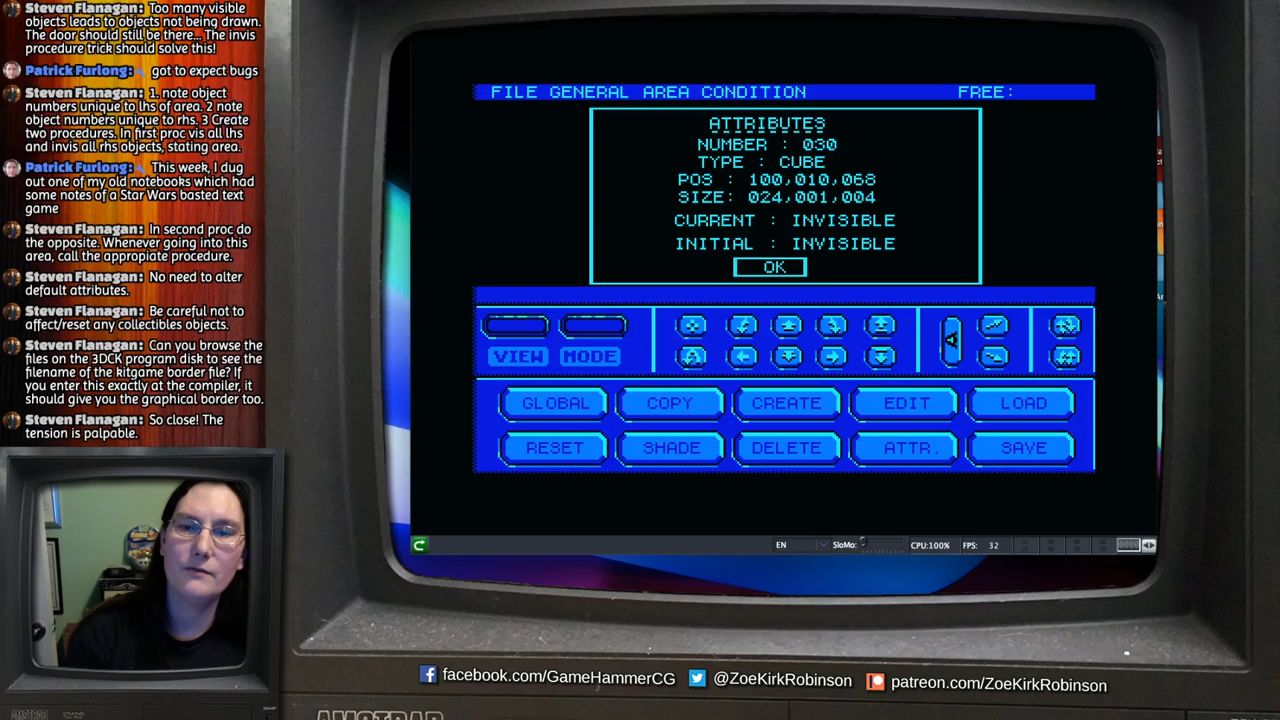 Steven Flanagan: Too many visible
objects leads to objects not being drawn.
The door should still be there... The invis
procedure trick should solve this!
Patrick Furlong: got to expect bugs
Steven Flanagan: 1. note object
numbers unique to lhs of area. 2 note
object numbers unique to rhs. 3 Create
two procedures. In first proc vis all lhs
and invis all rhs objects, stating area.
Patrick Furlong: This week, I dug
out one of my old notebooks which had
some notes of a Star Wars basted text
game
Steven Flanagan: In second proc do
the opposite. Whenever going into this
area, call the appropiate procedure.
Steven Flanagan: No need to alter
default attributes.
Steven Flanagan: Be careful not to
affect/reset any collectibles objects.
Steven Flanagan: Can you browse the
files on the 3DCK program disk to see the
filename of the kitgame border file? If
you enter this exactly at the compiler, it
should give you the graphical border too.
Steven Flanagan: So close! The
tension is palpable.
FILE GENERAL AREA CONDITION FREE:
ATTRIBUTES
NUMBER : 030
TYPE : CUBE
POS : 100,010,068
SIZE: 024,001,004
CURRENT : INVISIBLE
INITIAL : INVISIBLE
OK
VIEW MODE
GLOBAL COPY CREATE EDIT LOAD
RESET SHADE DELETE ATTR. SAVE
EN SloMo: CPU:100% FPS: 32
facebook.com/GameHammerCG @ZoeKirkRobinson patreon.com/ZoeKirkRobinson